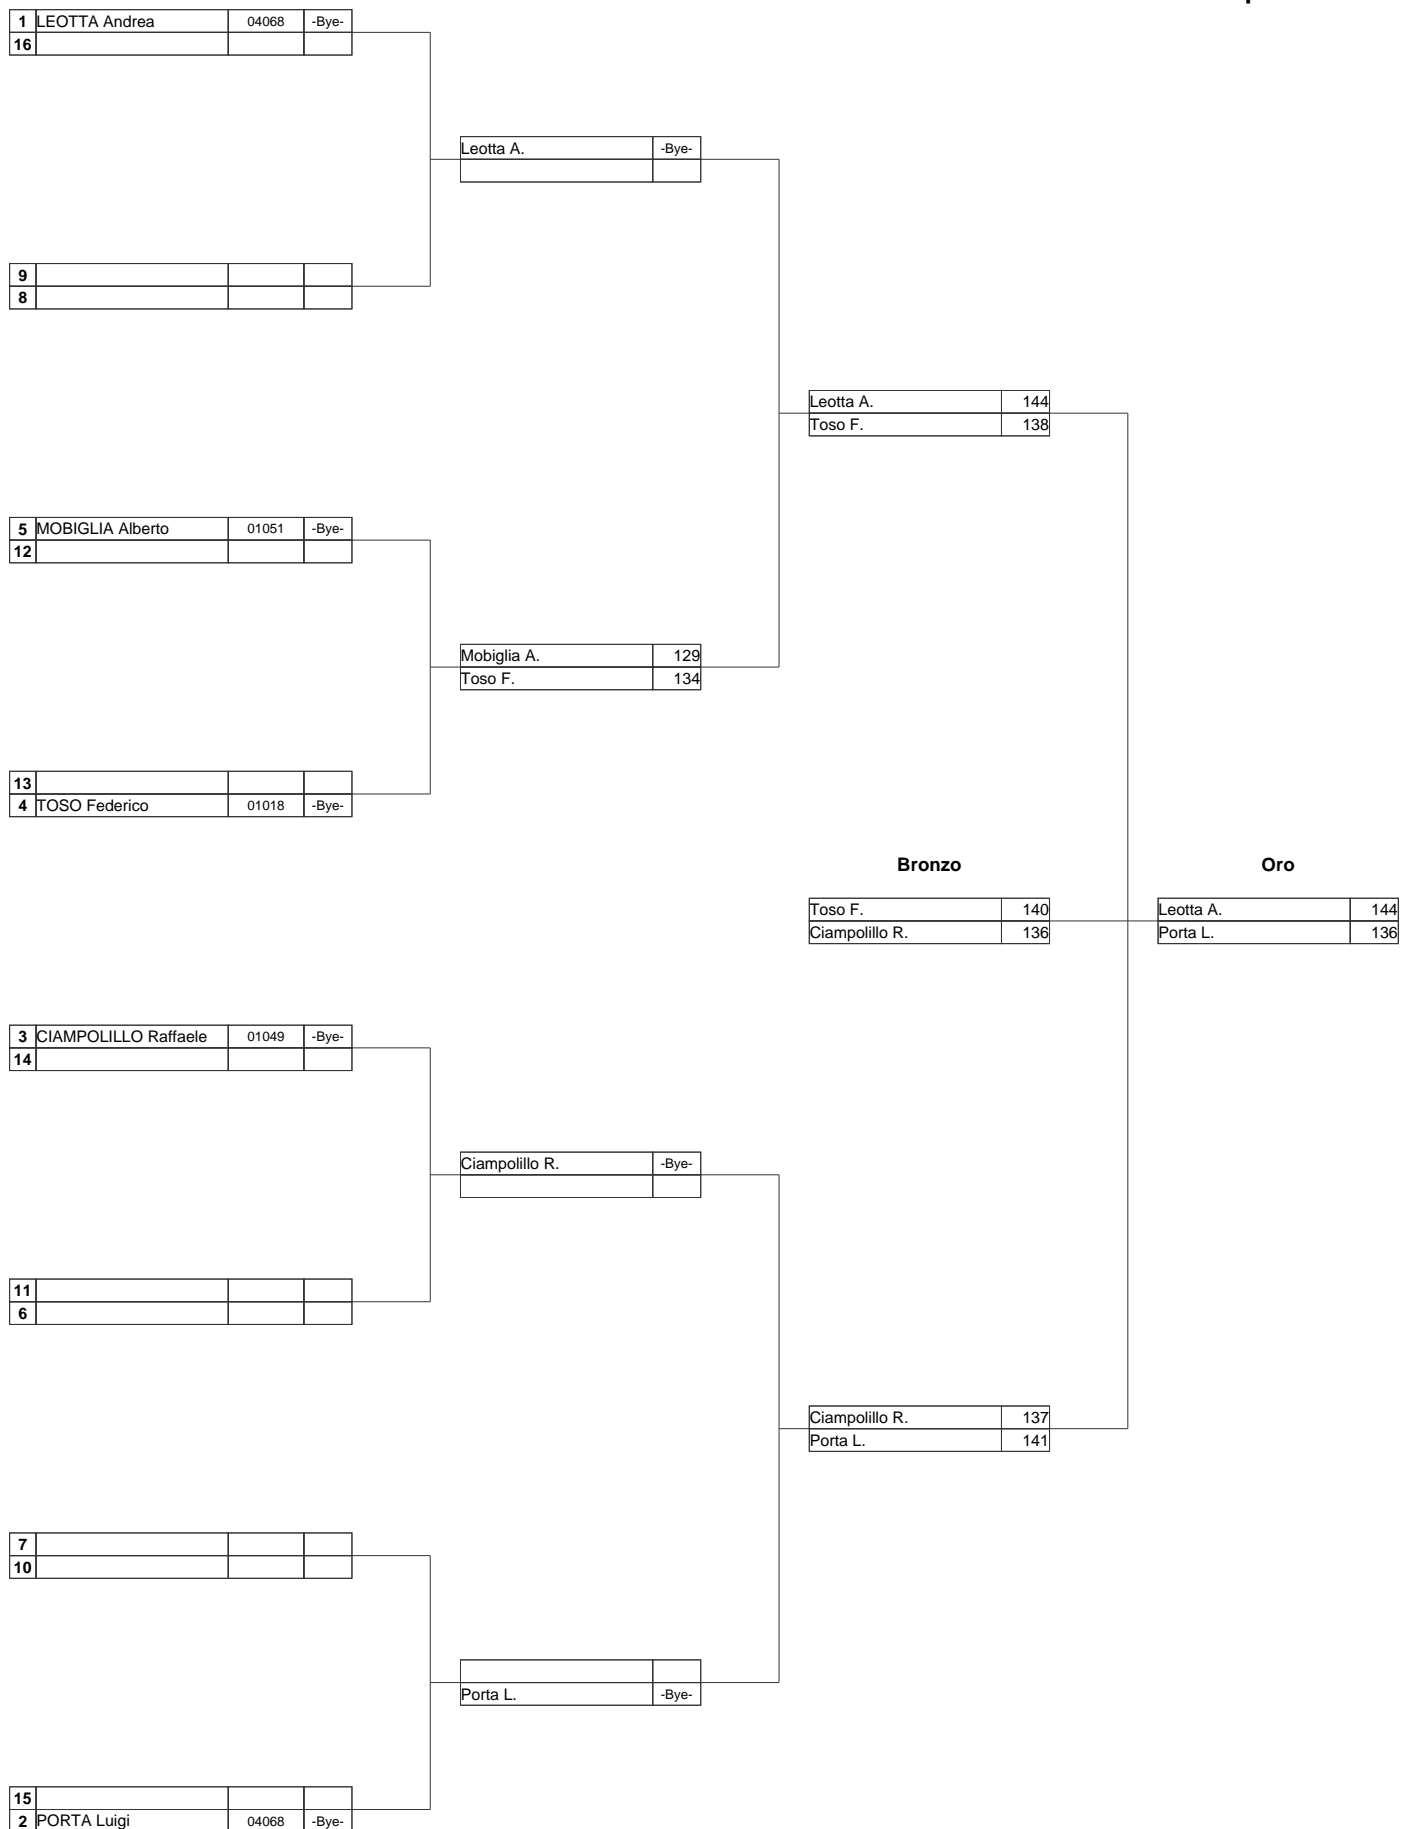 1 LEOTTA Andrea 04068 -Bye-
16
Leotta A. -Bye-
9
8
Leotta A. 144
Toso F. 138
5 MOBIGLIA Alberto 01051 -Bye-
12
Mobiglia A. 129
Toso F. 134
13
4 TOSO Federico 01018 -Bye-
Bronzo Oro
Toso F. 140 Leotta A. 144
Ciampolillo R. 136 Porta L. 136
3 CIAMPOLILLO Raffaele 01049 -Bye-
14
Ciampolillo R. -Bye-
11
6
Ciampolillo R. 137
Porta L. 141
7
10
Porta L. -Bye-
15
2 PORTA Luigi 04068 -Bye-